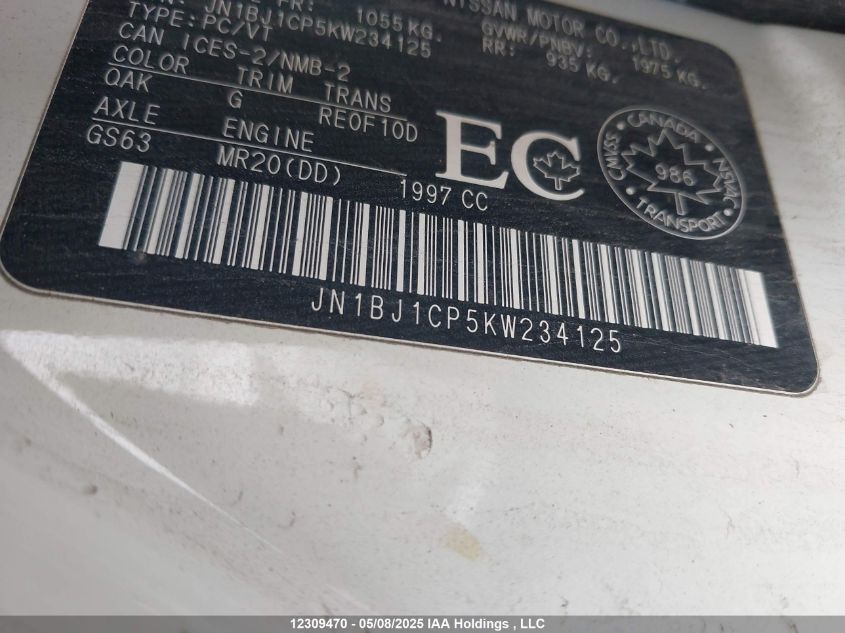 NISSAN MOTOR CO.,LTD.
FR: 1055 KG. GVWR/PNBV: 1975 KG.
JN1BJ1CP5KW234125 RR: 935 KG.
TYPE: PC/VT
CAN ICES-2/NMB-2
COLOR TRIM TRANS
QAK G RE0F10D
AXLE ENGINE
GS63 MR20(DD) 1997 CC
EC
CANADA
CMVSS 986 NSVAC
TRANSPORT
JN1BJ1CP5KW234125
12309470 - 05/08/2025 IAA Holdings , LLC